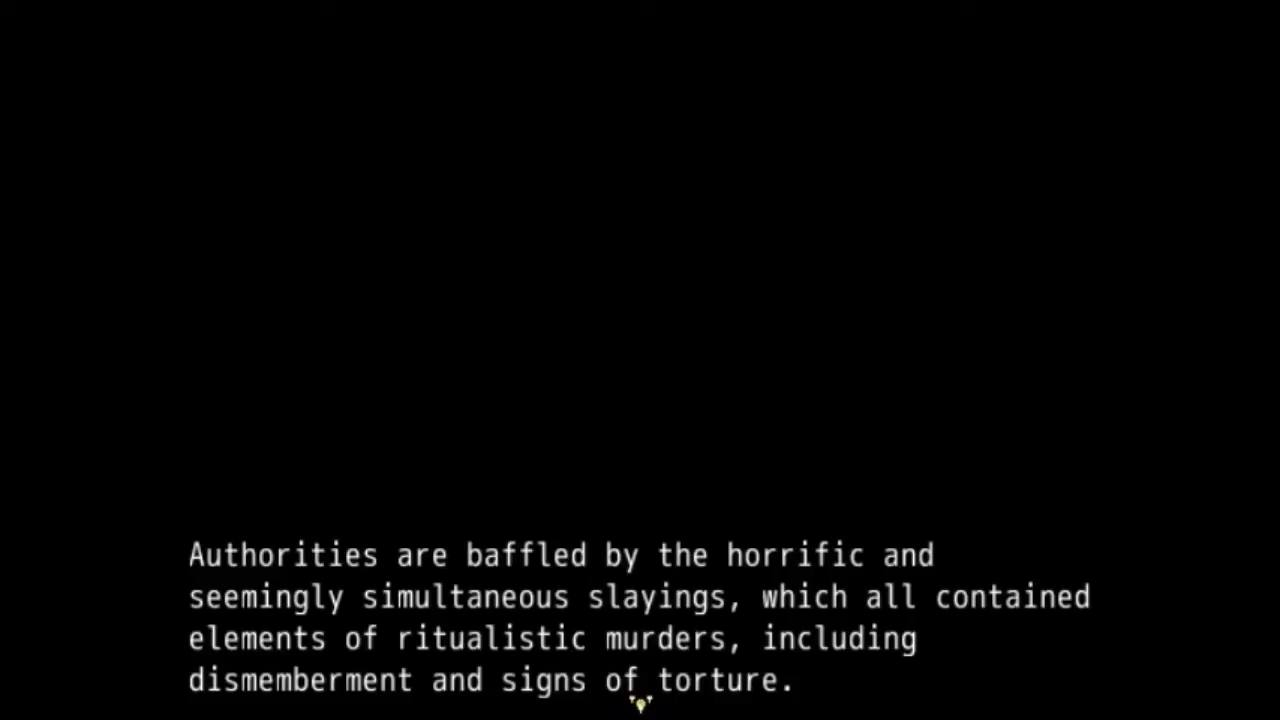 Authorities are baffled by the horrific and
seemingly simultaneous slayings, which all contained
elements of ritualistic murders, including
dismemberment and signs of torture.